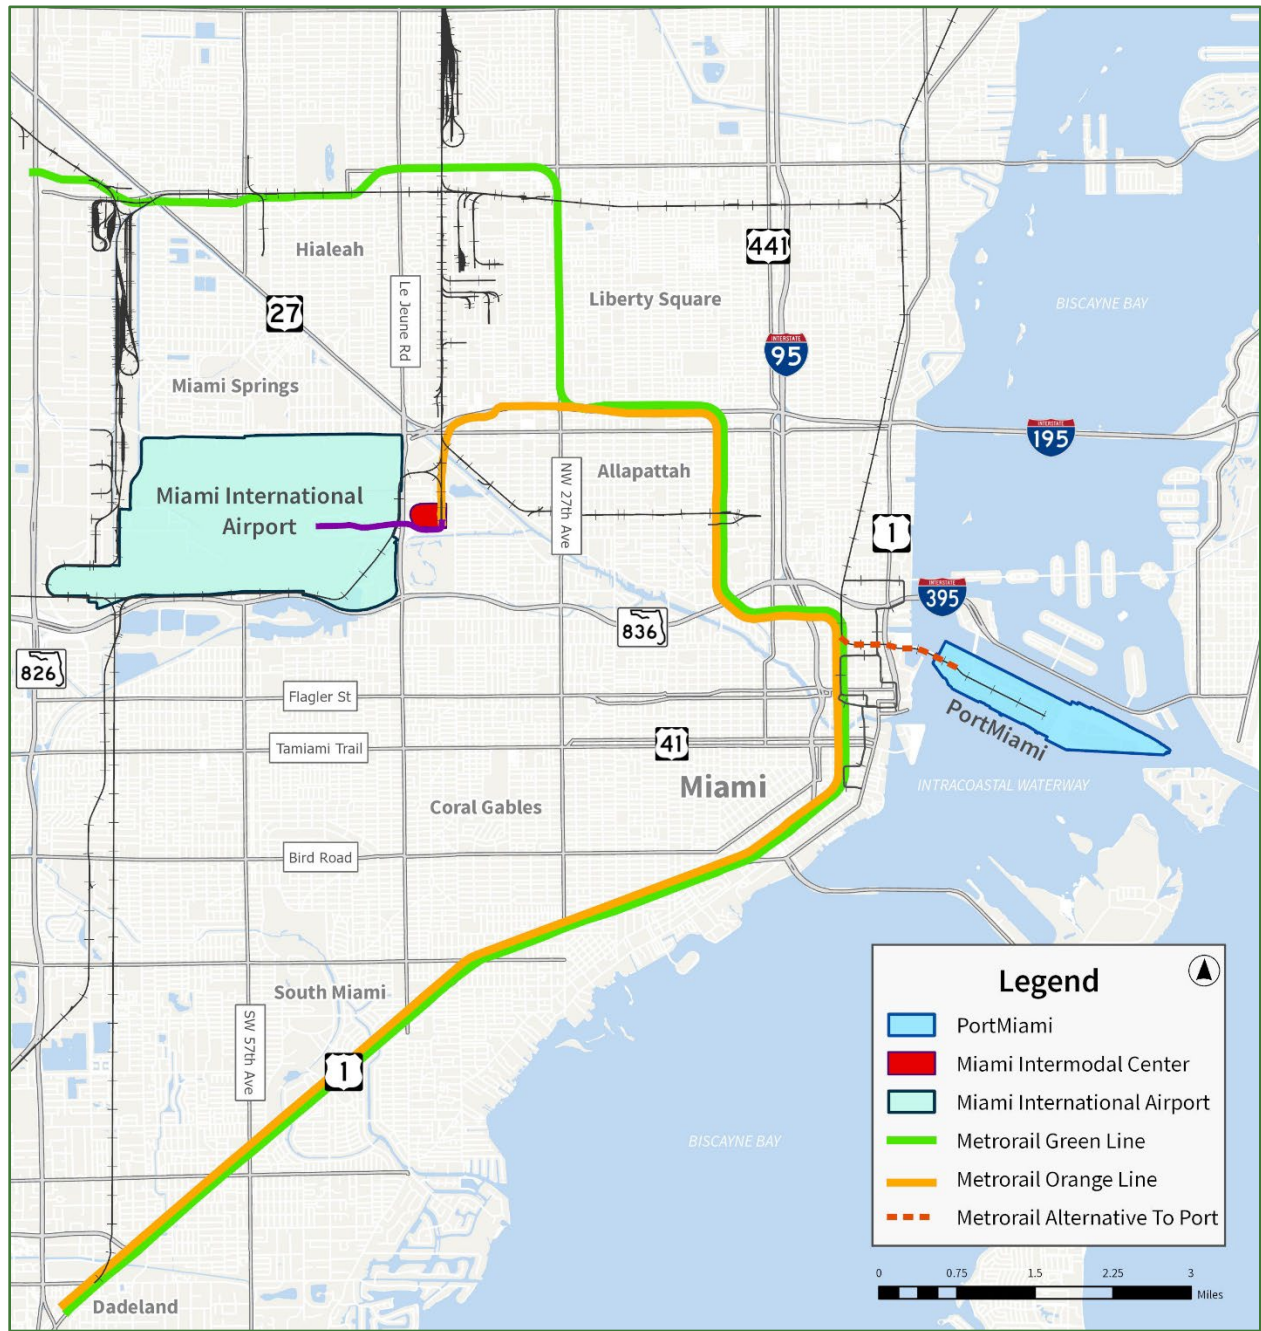 Hialeah
441
Liberty Square
BISCAYNE BAY
27
Le Jeune Rd
INTERSTATE
95
Miami Springs
INTERSTATE
195
Allapattah
Miami International
Airport
NW 27th Ave
1
INTERSTATE
395
836
826
Flagler St
PortMiami
Tamiami Trail
41
Miami
INTRACOASTAL WATERWAY
Coral Gables
Bird Road
South Miami
SW 57th Ave
1
BISCAYNE BAY
Dadeland
Legend
PortMiami
Miami Intermodal Center
Miami International Airport
Metrorail Green Line
Metrorail Orange Line
Metrorail Alternative To Port
0 0.75 1.5 2.25 3
Miles